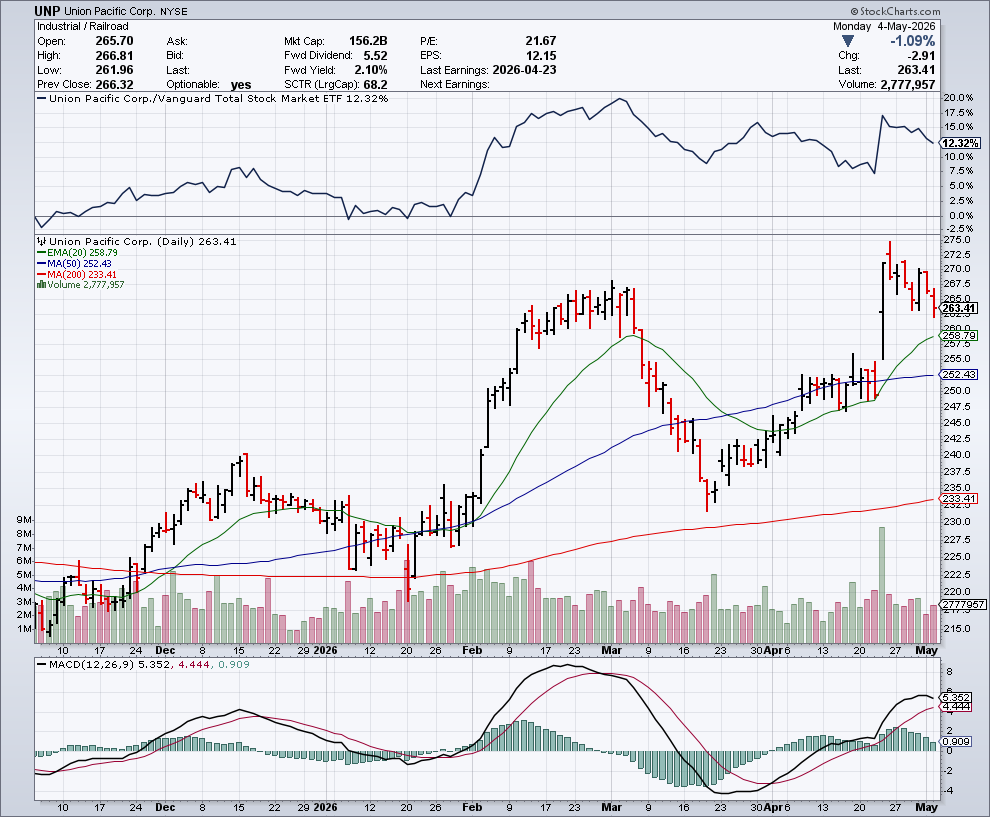 UNP Union Pacific Corp. NYSE © StockCharts.com
Industrial / Railroad Monday 4-May-2026
Open: 265.70 Ask: Mkt Cap: 156.2B P/E: 21.67 ▼ -1.09%
High: 266.81 Bid: Fwd Dividend: 5.52 EPS: 12.15 Chg: -2.91
Low: 261.96 Last: Fwd Yield: 2.10% Last Earnings: 2026-04-23 Last: 263.41
Prev Close: 266.32 Optionable: yes SCTR (LrgCap): 68.2 Next Earnings: Volume: 2,777,957
Union Pacific Corp./Vanguard Total Stock Market ETF 12.32%
20.0%
17.5%
15.0%
12.32%
10.0%
7.5%
5.0%
2.5%
0.0%
-2.5%
Union Pacific Corp. (Daily) 263.41
EMA(20) 258.79
MA(50) 252.43
MA(200) 233.41
Volume 2,777,957
275.0
272.5
270.0
267.5
265.0
263.41
262.5
260.0
258.79
257.5
255.0
252.43
250.0
247.5
245.0
242.5
240.0
237.5
235.0
233.41
232.5
230.0
227.5
225.0
222.5
220.0
2777957
215.0
9M
8M
7M
6M
5M
4M
3M
2M
1M
10 17 24 Dec 8 15 22 29 2026 12 20 26 Feb 9 17 23 Mar 9 16 23 30 Apr 6 13 20 27 May
MACD(12,26,9) 5.352, 4.444, 0.909
8
6
5.352
4.444
4
2
0.909
0
-2
-4
10 17 24 Dec 8 15 22 29 2026 12 20 26 Feb 9 17 23 Mar 9 16 23 30 Apr 6 13 20 27 May